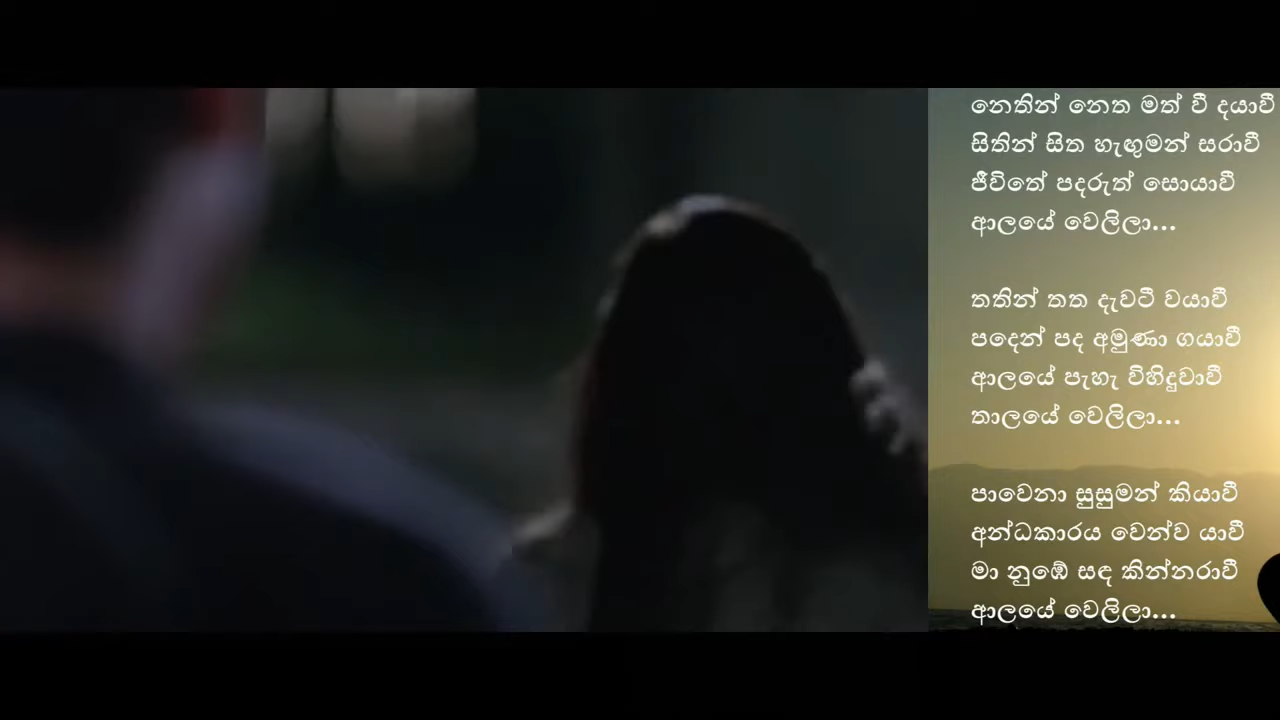 නෙතින් නෙත මත් වී දයාවී
සිතින් සිත හැඟුමන් සරාවී
ජීවිතේ පදරුත් සොයාවී
ආලයේ වෙලිලා...
තතින් තත දැවටී වයාවී
පදෙන් පද අමුණා ගයාවී
ආලයේ පැහැ විහිදුවාවී
තාලයේ වෙලිලා...
පාවෙනා සුසුමන් කියාවී
අන්ධකාරය වෙන්ව යාවී
මා නුඹේ සඳ කින්නරාවී
ආලයේ වෙලිලා...